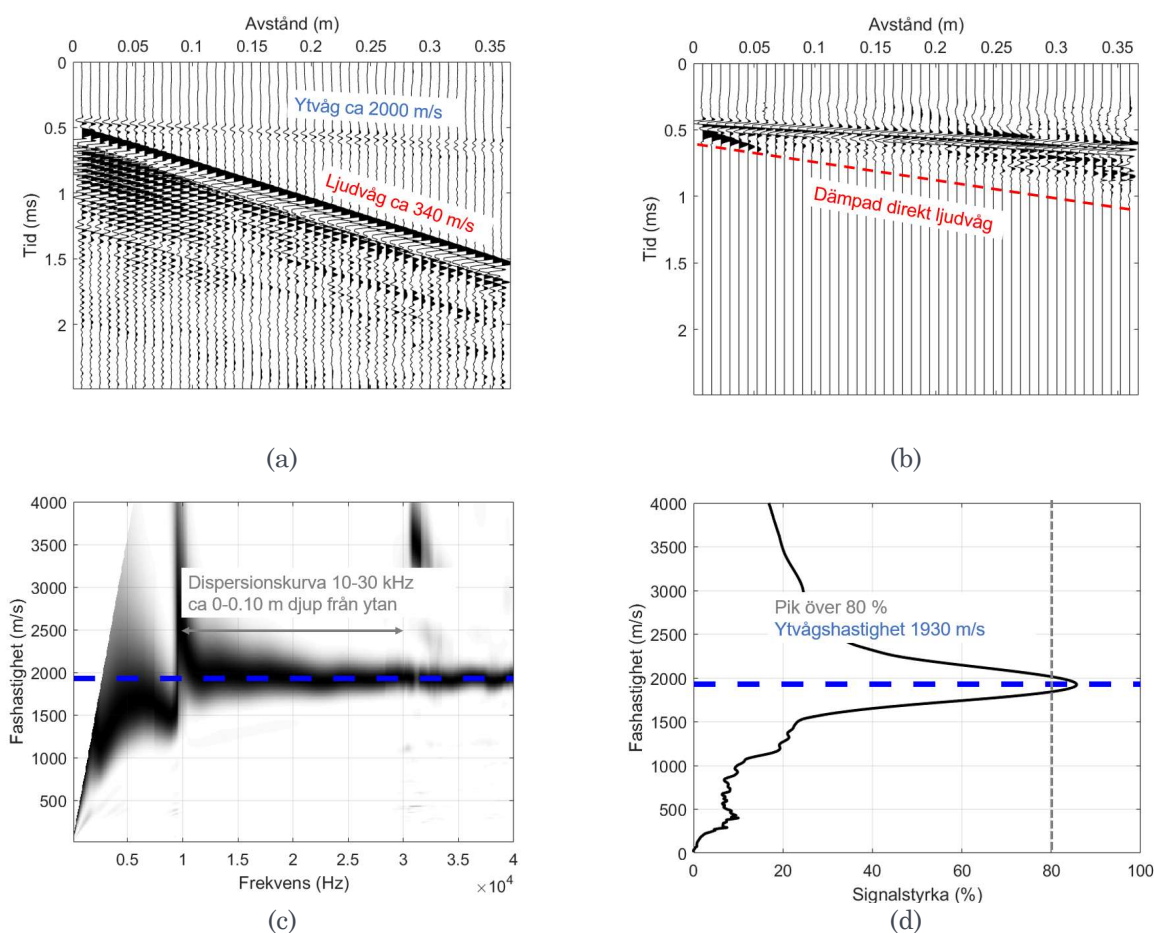 Avstånd (m)
0 0.05 0.1 0.15 0.2 0.25 0.3 0.35
0
0.5
1
1.5
2
Tid (ms)
Ytvåg ca 2000 m/s
Ljudvåg ca 340 m/s
(a)
Avstånd (m)
0 0.05 0.1 0.15 0.2 0.25 0.3 0.35
0
0.5
1
1.5
2
Tid (ms)
Dämpad direkt ljudvåg
(b)
4000
3500
3000
2500
2000
1500
1000
500
Fashastighet (m/s)
Dispersionskurva 10-30 kHz
ca 0-0.10 m djup från ytan
0.5 1 1.5 2 2.5 3 3.5 4
Frekvens (Hz)
×10⁴
(c)
4000
3500
3000
2500
2000
1500
1000
500
0
Fashastighet (m/s)
Pik över 80 %
Ytvågshastighet 1930 m/s
0 20 40 60 80 100
Signalstyrka (%)
(d)